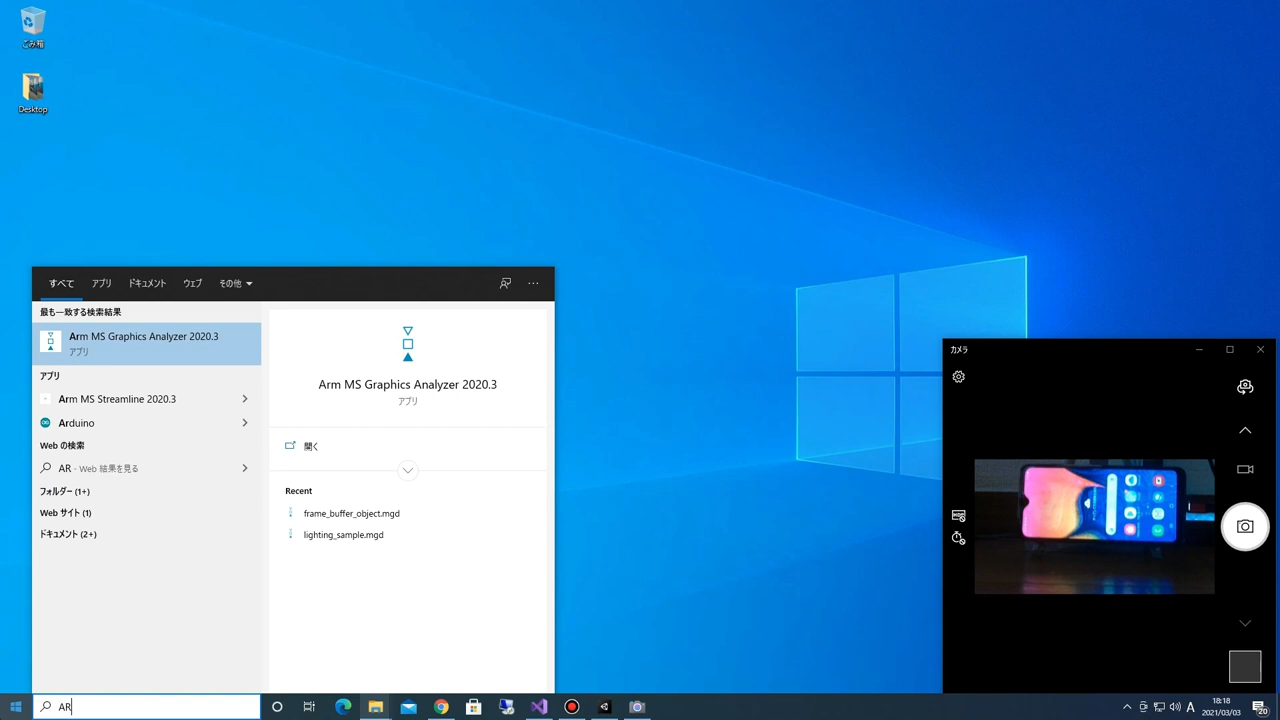 ごみ箱
Desktop
すべて
アプリ
ドキュメント
ウェブ
その他
最も一致する検索結果
Arm MS Graphics Analyzer 2020.3
アプリ
アプリ
Arm MS Streamline 2020.3
Arduino
Web の検索
AR - Web 結果を見る
フォルダー (1+)
Web サイト (1)
ドキュメント (2+)
Arm MS Graphics Analyzer 2020.3
アプリ
開く
Recent
frame_buffer_object.mgd
lighting_sample.mgd
カメラ
AR
A
18:18
2021/03/03
20